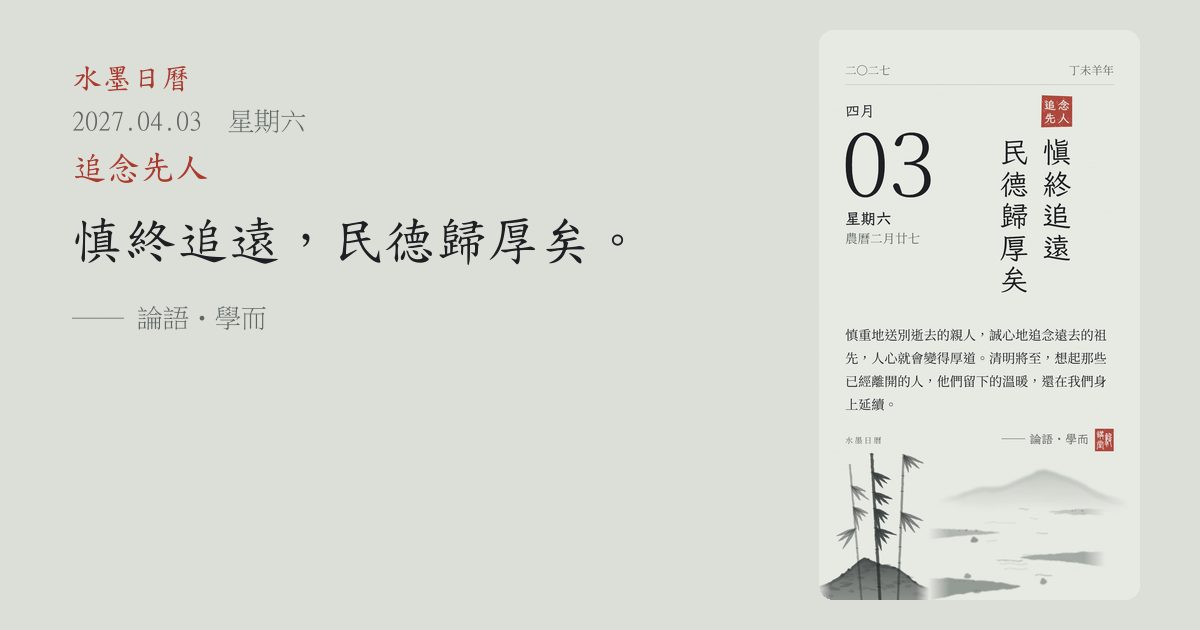 水墨日曆
2027.04.03 星期六
追念先人
慎終追遠，民德歸厚矣。
—— 論語・學而
二〇二七
丁未羊年
四月
03
星期六
農曆二月廿七
追念
先人
慎終追遠
民德歸厚矣
慎重地送別逝去的親人，誠心地追念遠去的祖
先，人心就會變得厚道。清明將至，想起那些
已經離開的人，他們留下的溫暖，還在我們身
上延續。
水墨日曆
—— 論語・學而